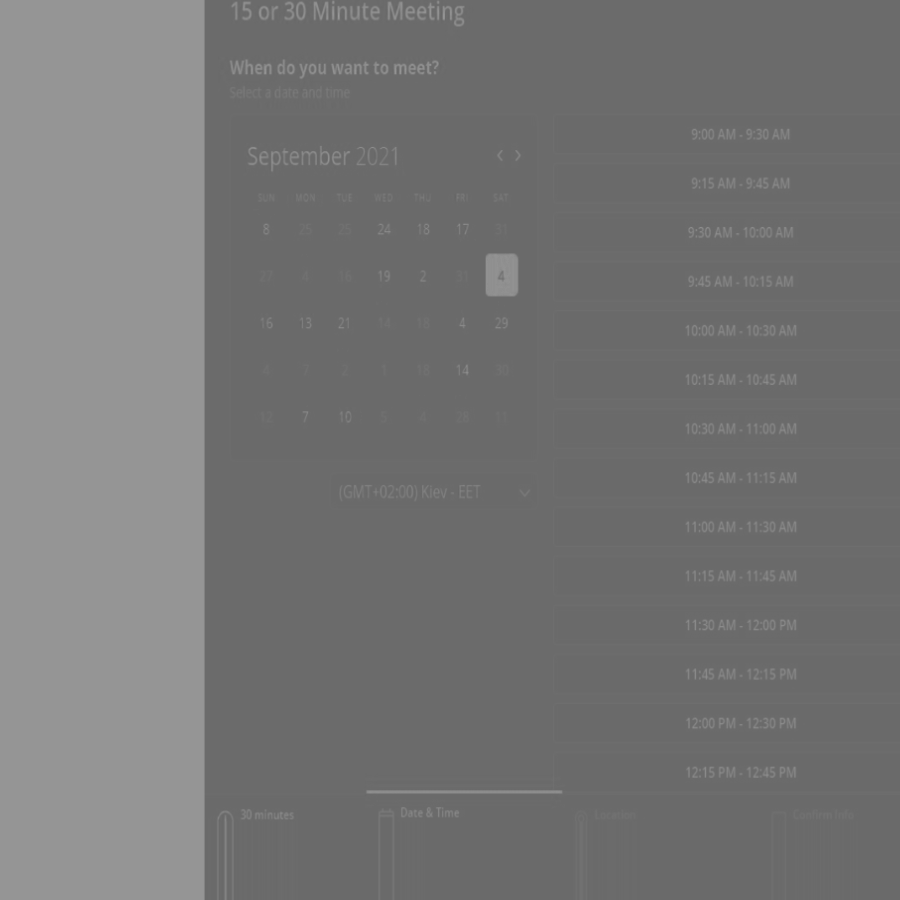 15 or 30 Minute Meeting
When do you want to meet?
Select a date and time
September 2021
SUN MON TUE WED THU FRI SAT
8 25 25 24 18 17 31
27 4 16 19 2 31 4
16 13 21 14 18 4 29
4 7 2 5 18 14 30
12 7 10 5 4 28 11
(GMT+02:00) Kiev - EET
9:00 AM - 9:30 AM
9:15 AM - 9:45 AM
9:30 AM - 10:00 AM
9:45 AM - 10:15 AM
10:00 AM - 10:30 AM
10:15 AM - 10:45 AM
10:30 AM - 11:00 AM
10:45 AM - 11:15 AM
11:00 AM - 11:30 AM
11:15 AM - 11:45 AM
11:30 AM - 12:00 PM
11:45 AM - 12:15 PM
12:00 PM - 12:30 PM
12:15 PM - 12:45 PM
30 minutes
Date & Time
Location
Confirm Info